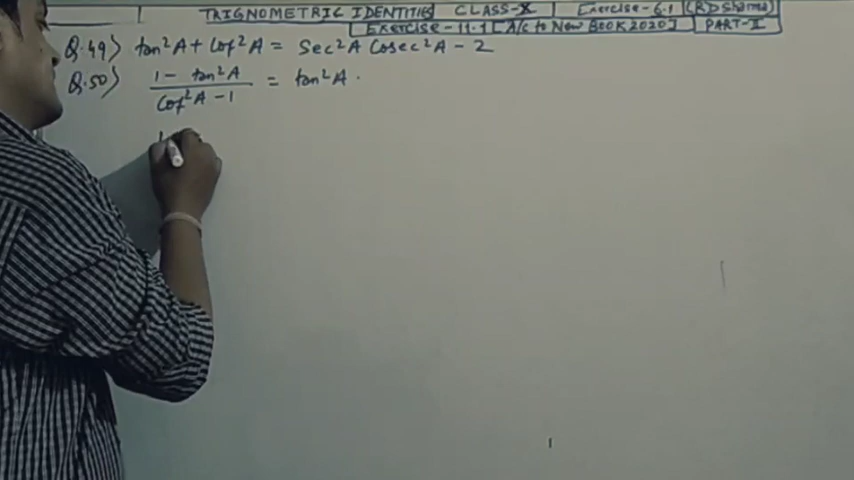 TRIGNOMETRIC IDENTITIES CLASS-X Exercise-6.1 (RD Sharma)
Exercise-11.1 [A/c to New Book 2020] PART-II
Q.49) tan²A + Cot²A = Sec²A Cosec²A - 2
Q.50) (1 - tan²A)/(Cot²A - 1) = tan²A.